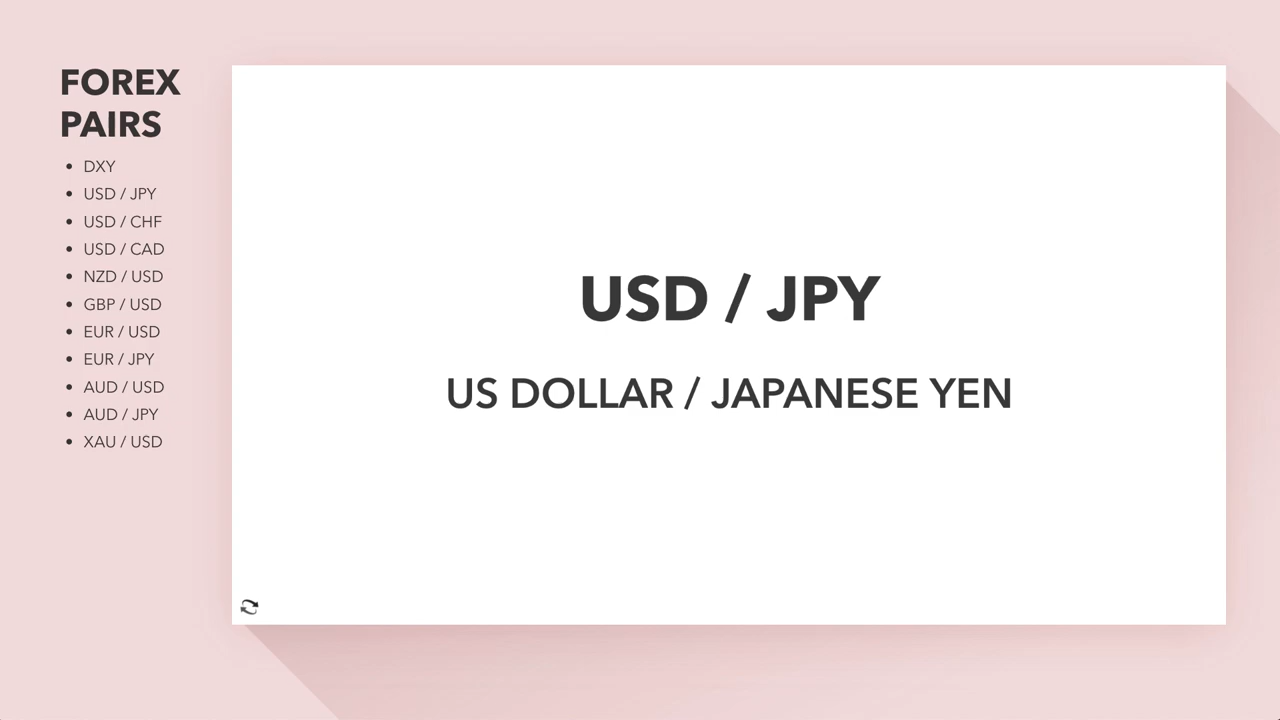 FOREX
PAIRS
• DXY
• USD / JPY
• USD / CHF
• USD / CAD
• NZD / USD
• GBP / USD
• EUR / USD
• EUR / JPY
• AUD / USD
• AUD / JPY
• XAU / USD
USD / JPY
US DOLLAR / JAPANESE YEN